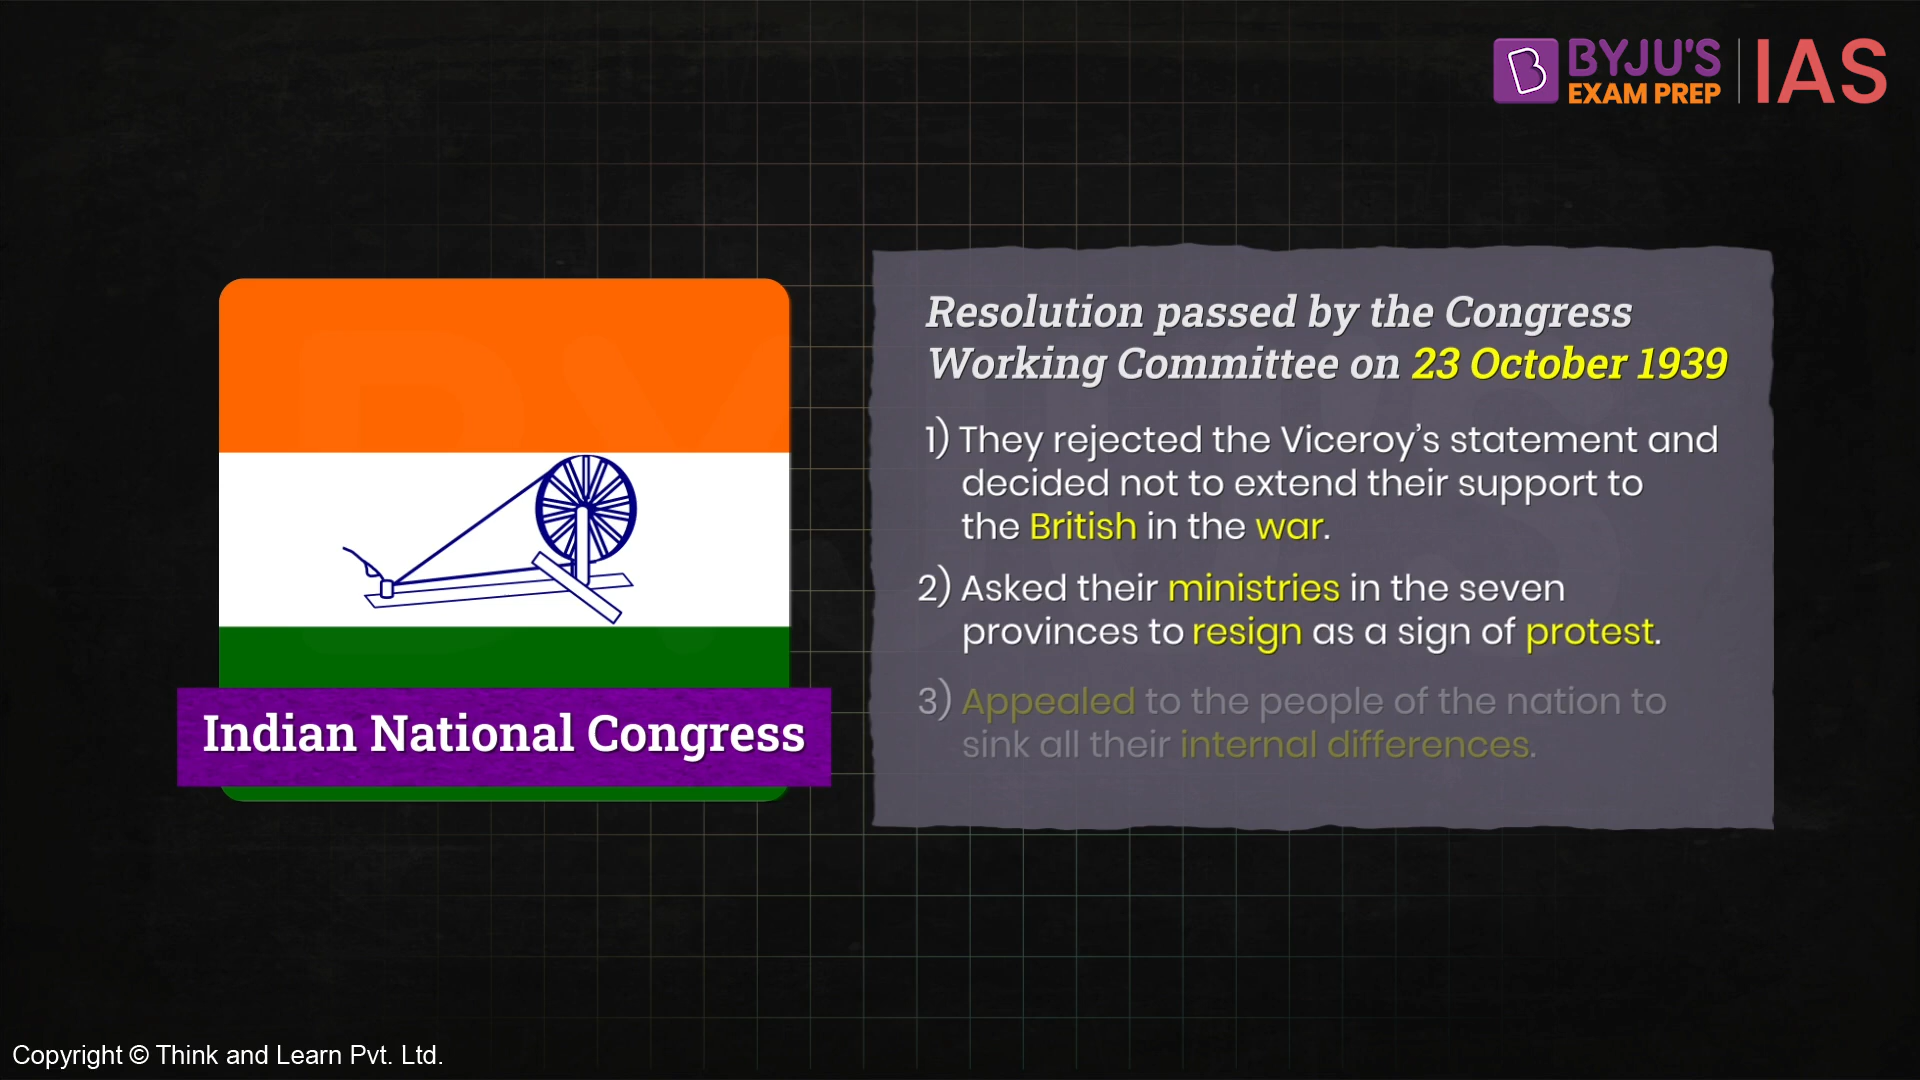 BYJU'S
EXAM PREP
IAS
Resolution passed by the Congress
Working Committee on 23 October 1939
1) They rejected the Viceroy's statement and
decided not to extend their support to
the British in the war.
2) Asked their ministries in the seven
provinces to resign as a sign of protest.
3) Appealed to the people of the nation to
sink all their internal differences.
Indian National Congress
Copyright © Think and Learn Pvt. Ltd.